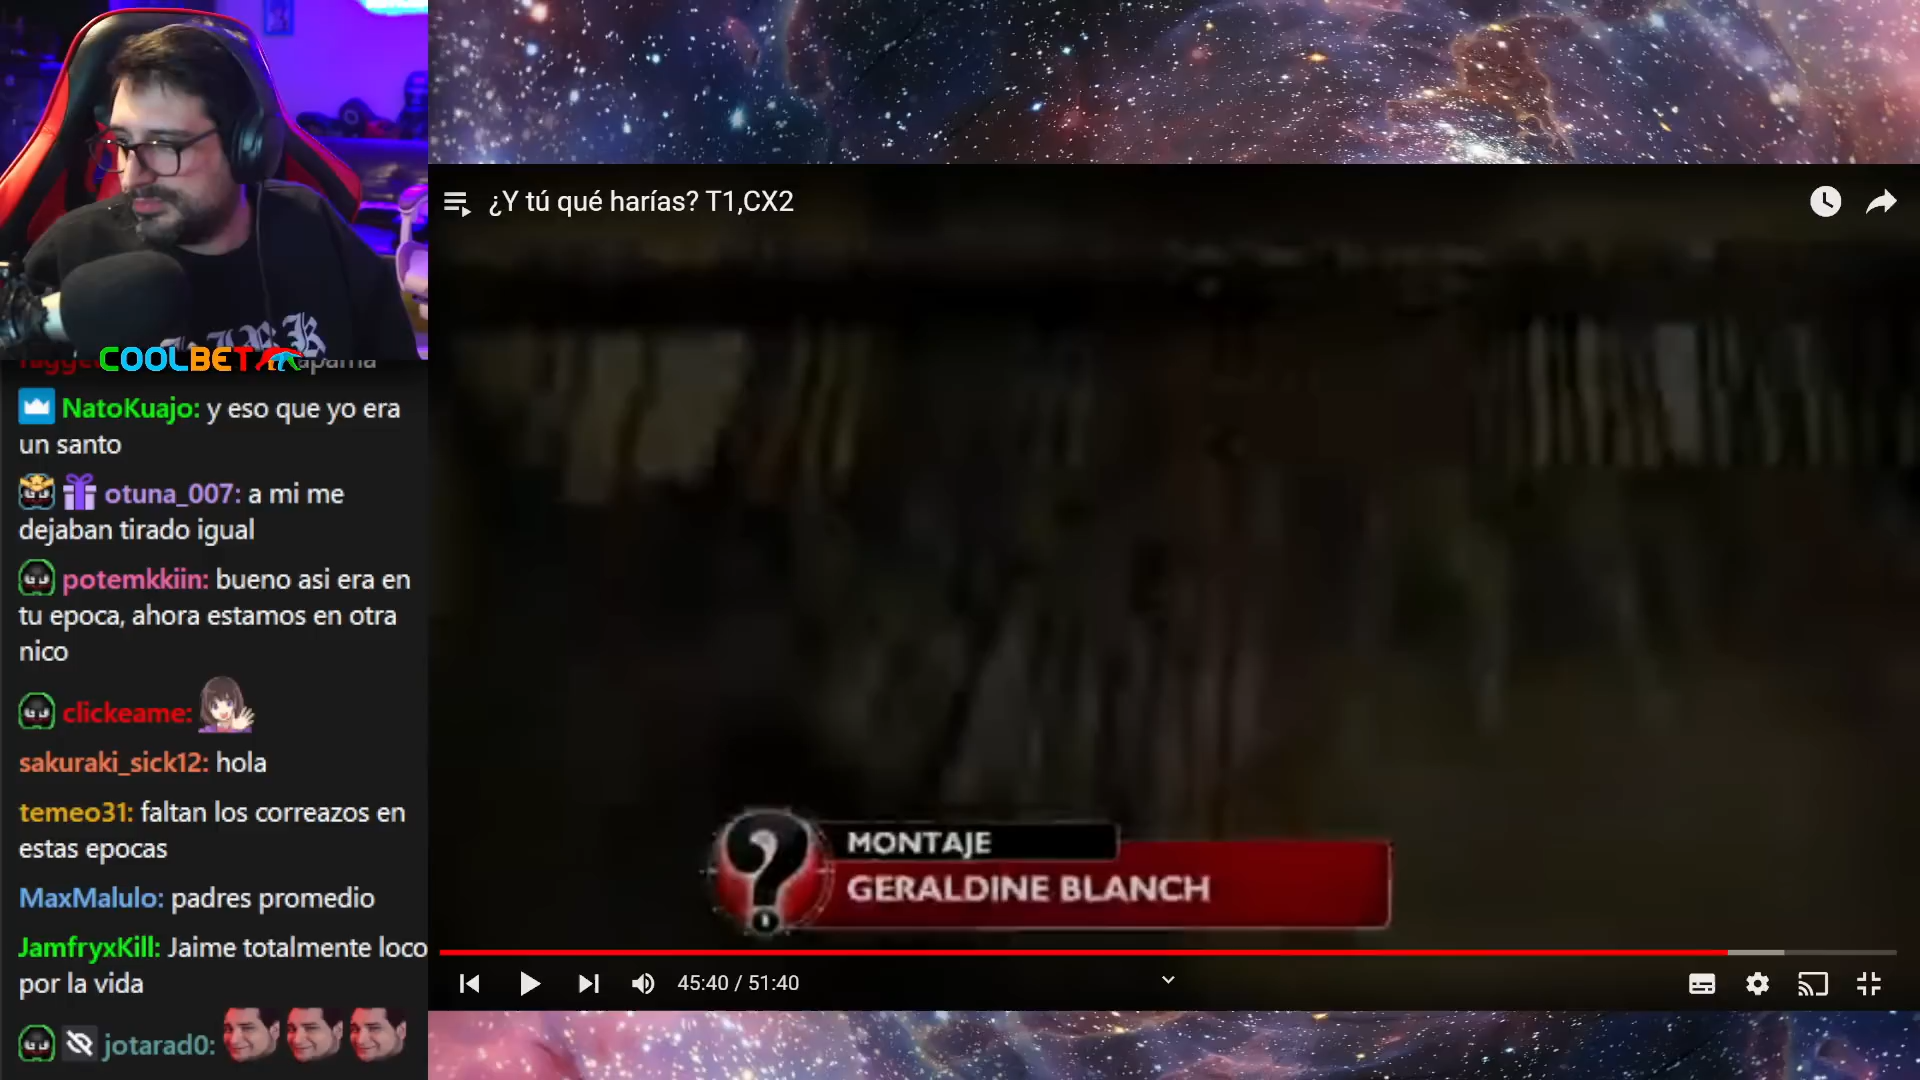 COOLBET
NatoKuajo: y eso que yo era
un santo
otuna_007: a mi me
dejaban tirado igual
potemkkiin: bueno asi era en
tu epoca, ahora estamos en otra
nico
clickeame:
sakuraki_sick12: hola
temeo31: faltan los correazos en
estas epocas
MaxMalulo: padres promedio
JamfryxKill: Jaime totalmente loco
por la vida
jotarad0:
¿Y tú qué harías? T1,CX2
MONTAJE
GERALDINE BLANCH
45:40 / 51:40